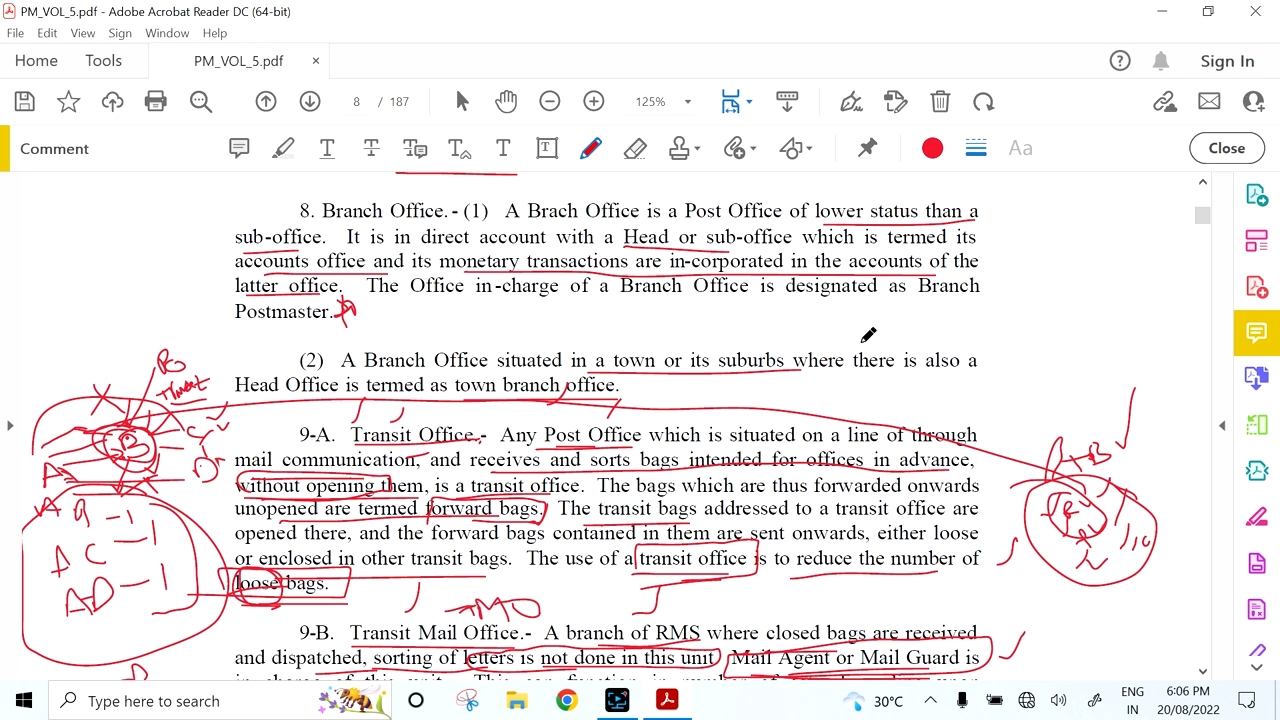 PM_VOL_5.pdf - Adobe Acrobat Reader DC (64-bit)
File Edit View Sign Window Help
Home Tools PM_VOL_5.pdf × Sign In
8 / 187 125%
Comment Aa Close
8. Branch Office.- (1) A Brach Office is a Post Office of lower status than a
sub-office. It is in direct account with a Head or sub-office which is termed its
accounts office and its monetary transactions are in-corporated in the accounts of the
latter office. The Office in-charge of a Branch Office is designated as Branch
Postmaster.
(2) A Branch Office situated in a town or its suburbs where there is also a
Head Office is termed as town branch office.
9-A. Transit Office.- Any Post Office which is situated on a line of through
mail communication, and receives and sorts bags intended for offices in advance,
without opening them, is a transit office. The bags which are thus forwarded onwards
unopened are termed forward bags. The transit bags addressed to a transit office are
opened there, and the forward bags contained in them are sent onwards, either loose
or enclosed in other transit bags. The use of a transit office is to reduce the number of
loose bags.
9-B. Transit Mail Office.- A branch of RMS where closed bags are received
and dispatched, sorting of letters is not done in this unit Mail Agent or Mail Guard is
B
C
D
A
AC - 1
AD - 1
MO
Type here to search
30°C ENG 6:06 PM
IN 20/08/2022